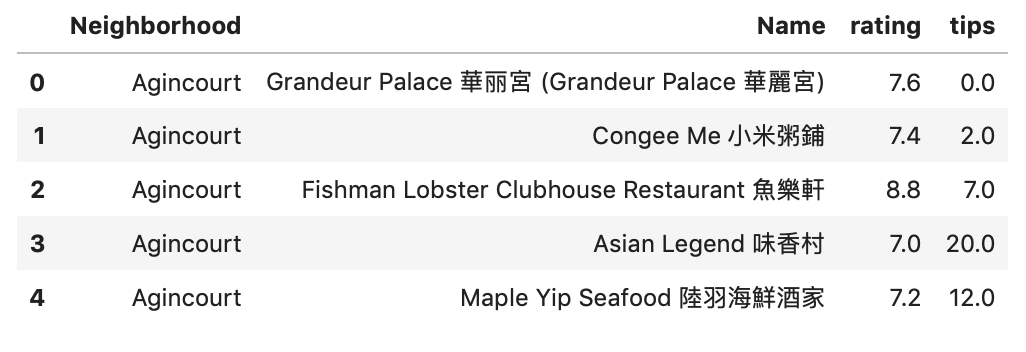 Neighborhood Name rating tips
0 Agincourt Grandeur Palace 華丽宮 (Grandeur Palace 華麗宮) 7.6 0.0
1 Agincourt Congee Me 小米粥鋪 7.4 2.0
2 Agincourt Fishman Lobster Clubhouse Restaurant 魚樂軒 8.8 7.0
3 Agincourt Asian Legend 味香村 7.0 20.0
4 Agincourt Maple Yip Seafood 陸羽海鮮酒家 7.2 12.0